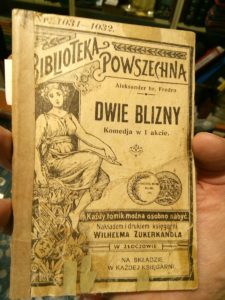 1031-1032.
BIBLIOTEKA
POWSZECHNA
Aleksander hr. Fredro
DWIE BLIZNY
Komedja w 1 akcie.
Każdy tomik można osobno nabyć.
Nakładem i drukiem księgarni
WILHELMA ZUKERKANDLA
W ZŁOCZOWIE
NA SKŁADZIE
W KAŻDEJ KSIĘGARNI.